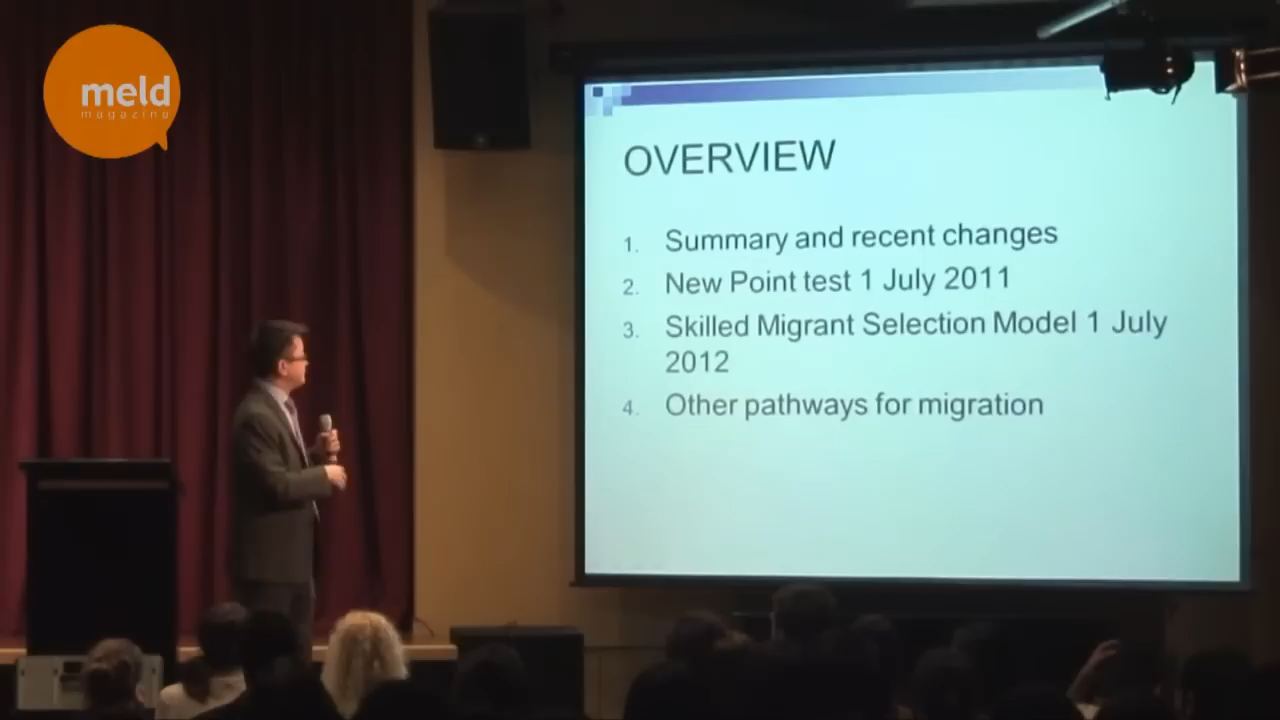 meld
magazine
OVERVIEW
1. Summary and recent changes
2. New Point test 1 July 2011
3. Skilled Migrant Selection Model 1 July
2012
4. Other pathways for migration